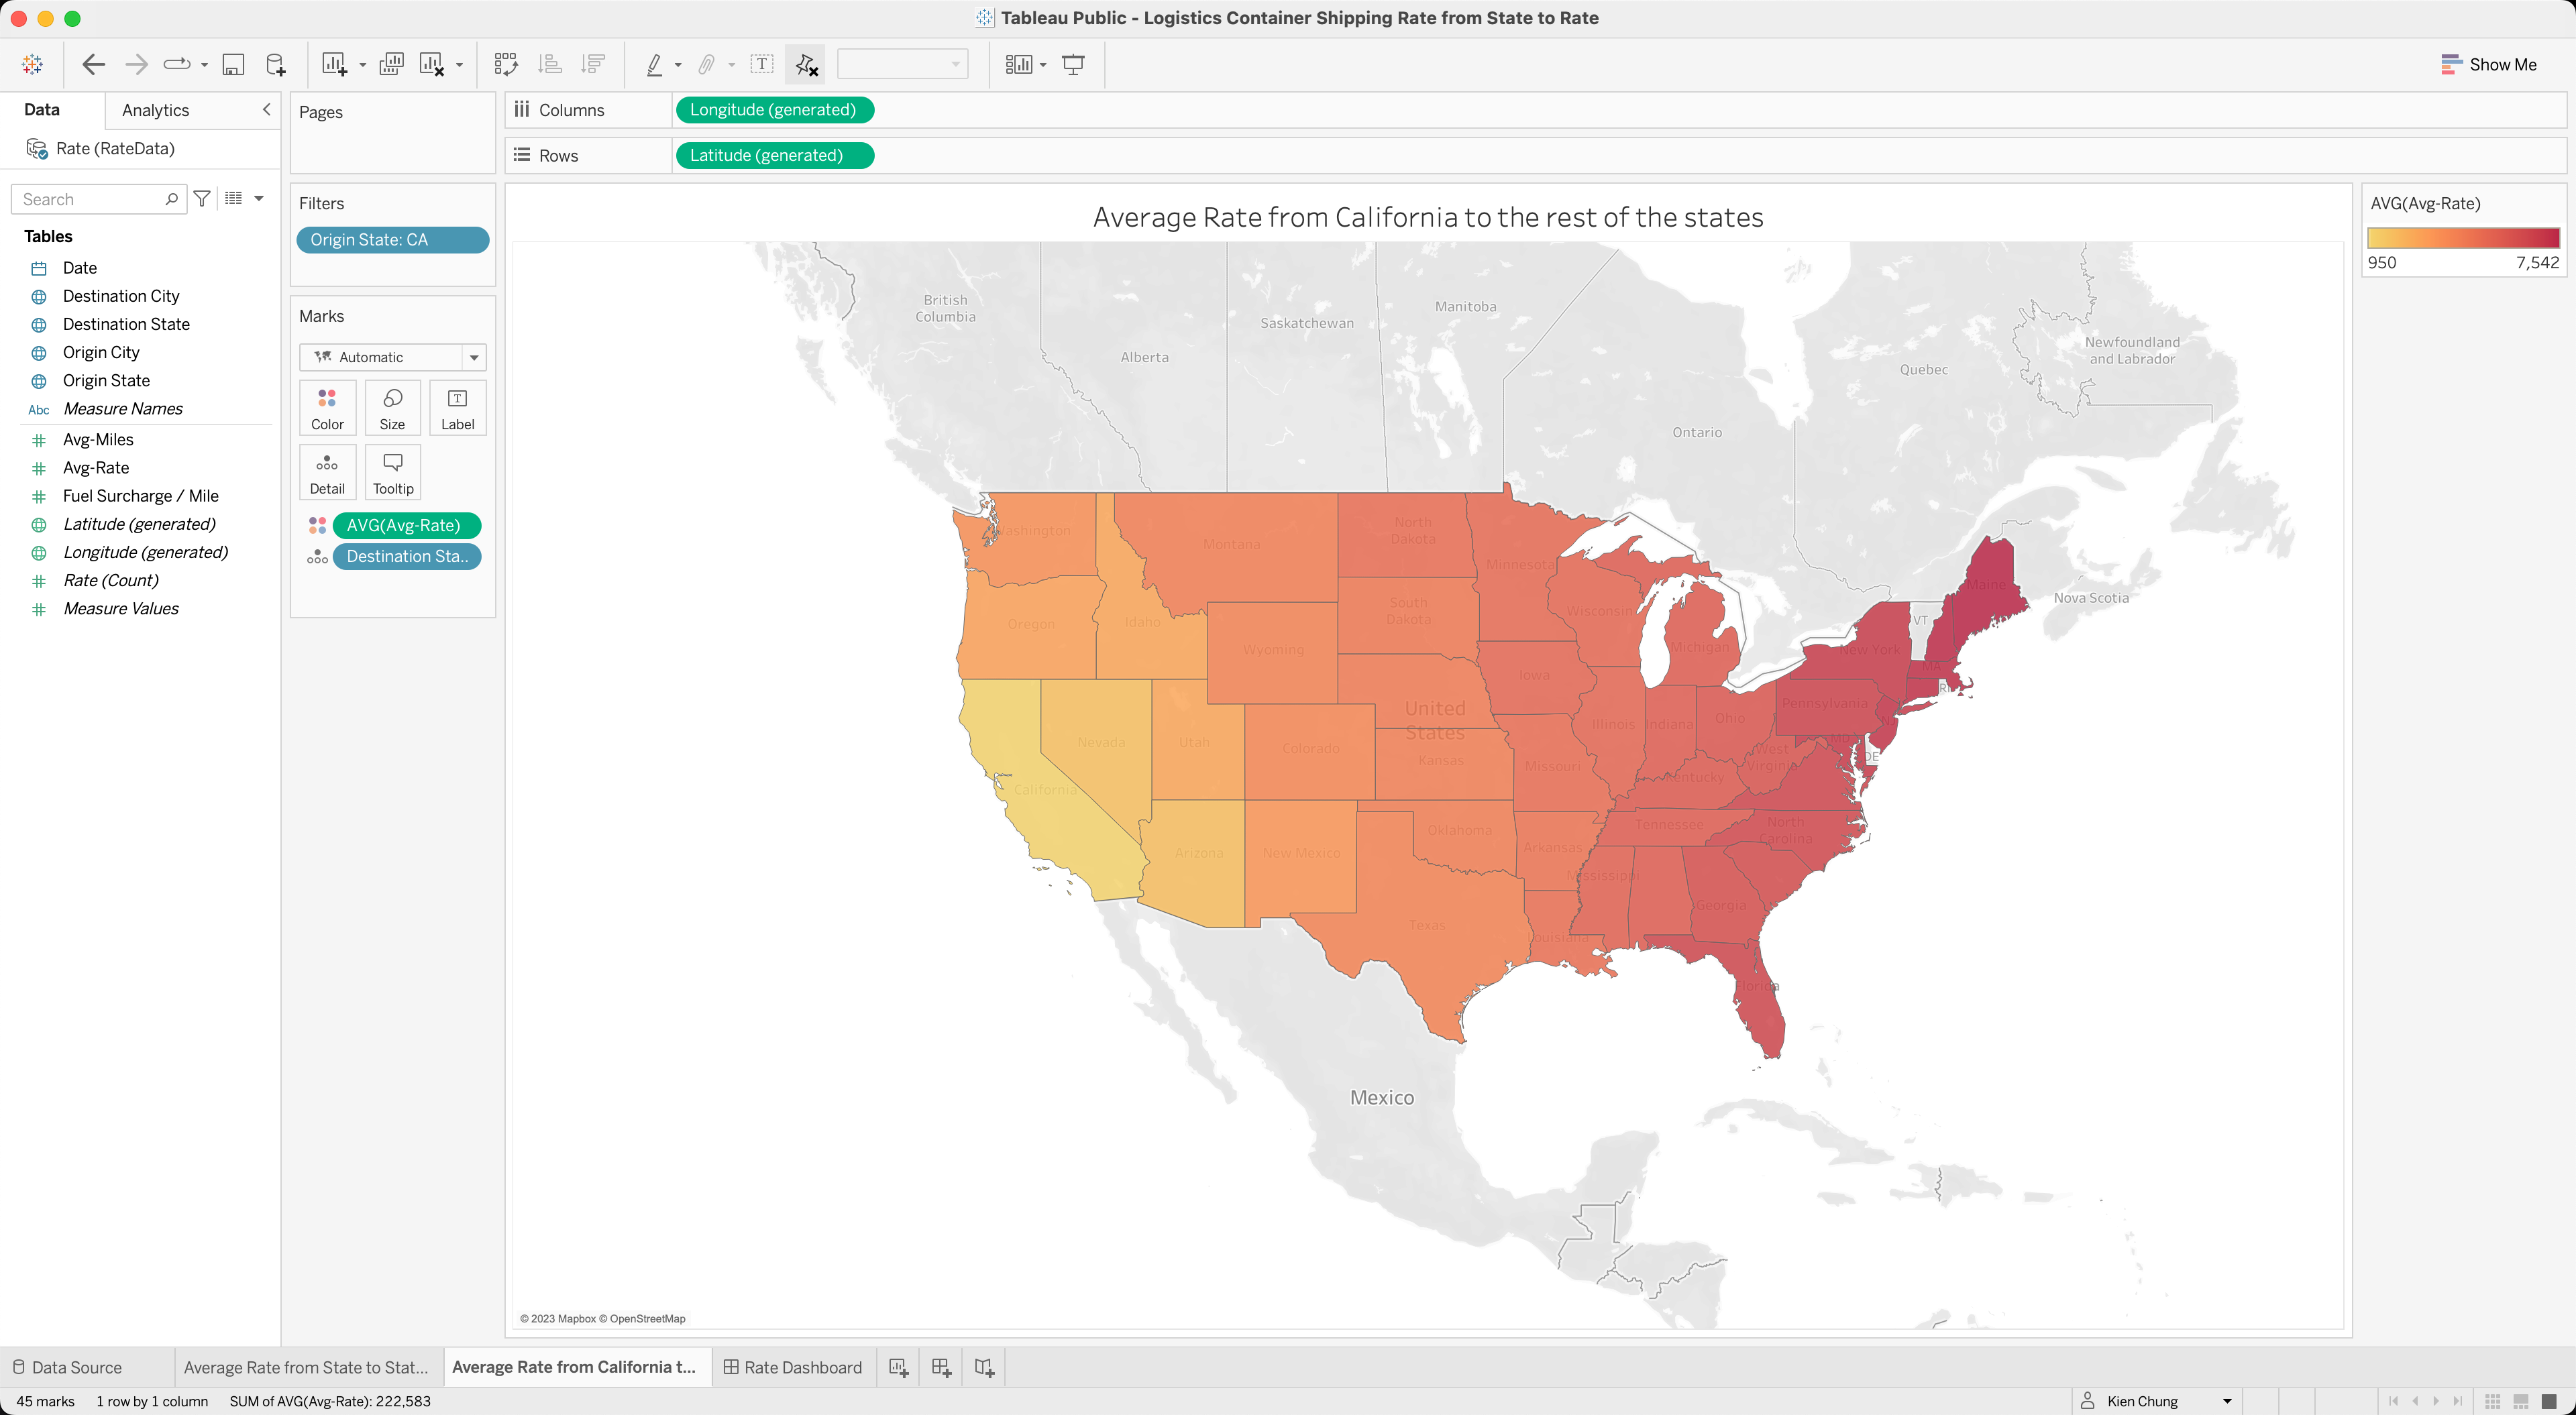 Tableau Public - Logistics Container Shipping Rate from State to Rate
Show Me
Data
Analytics
Rate (RateData)
Search
Tables
Date
Destination City
Destination State
Origin City
Origin State
Abc Measure Names
Avg-Miles
Avg-Rate
Fuel Surcharge / Mile
Latitude (generated)
Longitude (generated)
Rate (Count)
Measure Values
Pages
Filters
Origin State: CA
Marks
Automatic
Color
Size
Label
Detail
Tooltip
AVG(Avg-Rate)
Destination Sta..
Columns
Longitude (generated)
Rows
Latitude (generated)
Average Rate from California to the rest of the states
British
Columbia
Alberta
Saskatchewan
Manitoba
Ontario
Quebec
Newfoundland
and Labrador
Nova Scotia
Washington
Montana
North
Dakota
Minnesota
Maine
Oregon
Idaho
Wyoming
South
Dakota
Wisconsin
Michigan
VT
New York
MA
RI
Iowa
United
States
Nevada
Utah
Colorado
Kansas
Missouri
Illinois
Indiana
Ohio
Pennsylvania
NJ
MD
DE
West
Virginia
Kentucky
California
Arizona
New Mexico
Oklahoma
Arkansas
Tennessee
North
Carolina
Mississippi
Georgia
Texas
Louisiana
Florida
Mexico
© 2023 Mapbox © OpenStreetMap
AVG(Avg-Rate)
950
7,542
Data Source
Average Rate from State to Stat...
Average Rate from California t...
Rate Dashboard
45 marks
1 row by 1 column
SUM of AVG(Avg-Rate): 222,583
Kien Chung